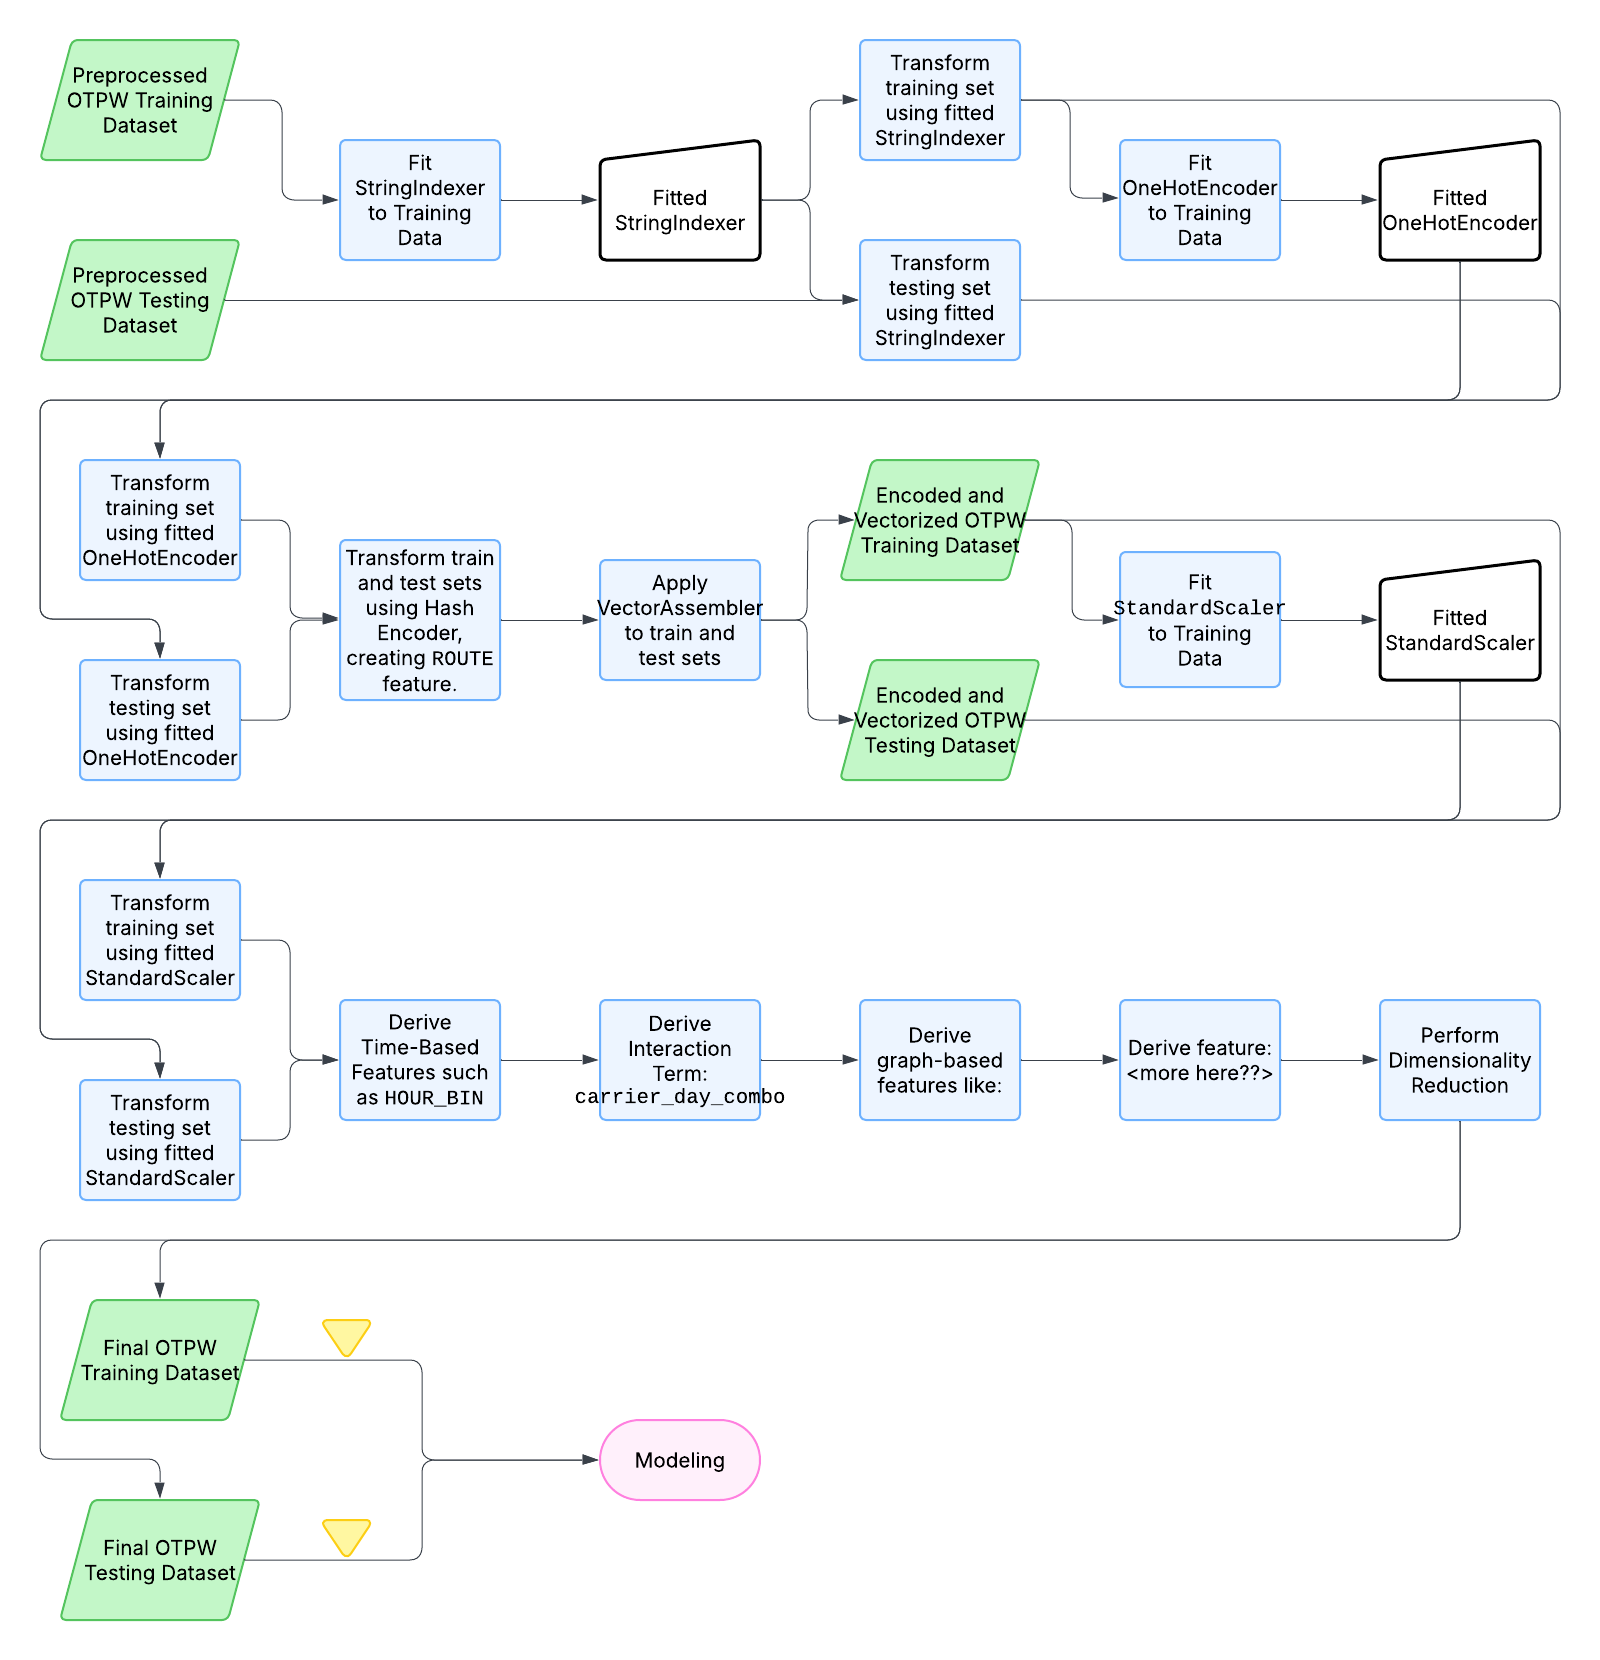 Preprocessed
OTPW Training
Dataset
Preprocessed
OTPW Testing
Dataset
Fit
StringIndexer
to Training
Data
Fitted
StringIndexer
Transform
training set
using fitted
StringIndexer
Transform
testing set
using fitted
StringIndexer
Fit
OneHotEncoder
to Training
Data
Fitted
OneHotEncoder
Transform
training set
using fitted
OneHotEncoder
Transform
testing set
using fitted
OneHotEncoder
Transform train
and test sets
using Hash
Encoder,
creating ROUTE
feature.
Apply
VectorAssembler
to train and
test sets
Encoded and
Vectorized OTPW
Training Dataset
Encoded and
Vectorized OTPW
Testing Dataset
Fit
StandardScaler
to Training
Data
Fitted
StandardScaler
Transform
training set
using fitted
StandardScaler
Transform
testing set
using fitted
StandardScaler
Derive
Time-Based
Features such
as HOUR_BIN
Derive
Interaction
Term:
carrier_day_combo
Derive
graph-based
features like:
Derive feature:
<more here??>
Perform
Dimensionality
Reduction
Final OTPW
Training Dataset
Final OTPW
Testing Dataset
Modeling